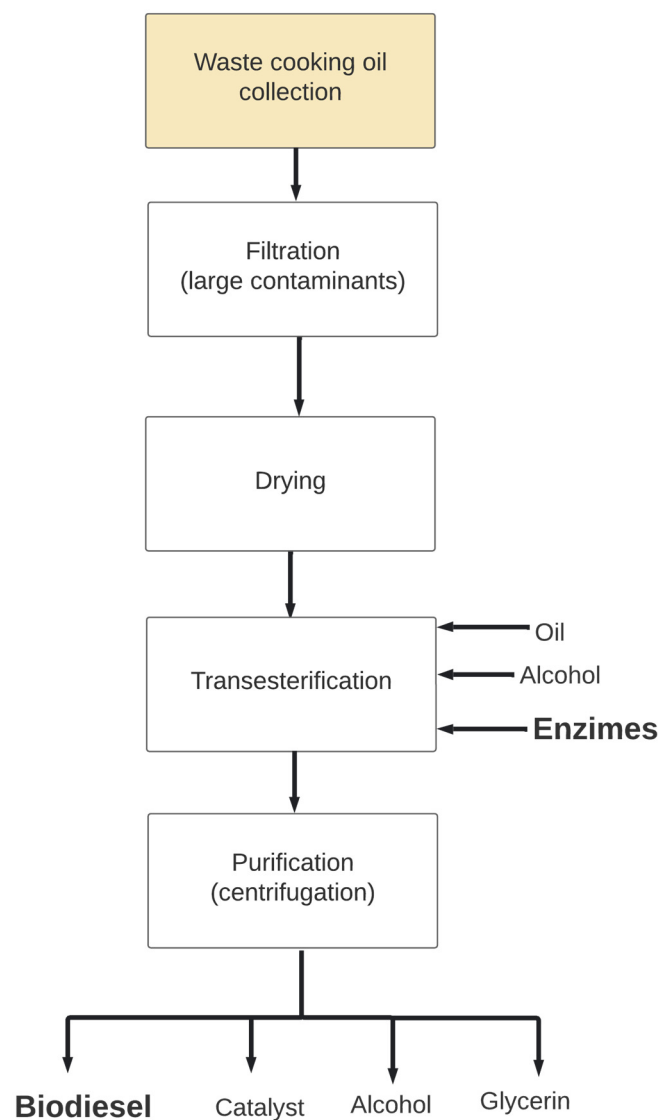 Waste cooking oil
collection
Filtration
(large contaminants)
Drying
Transesterification
Oil
Alcohol
Enzimes
Purification
(centrifugation)
Biodiesel
Catalyst
Alcohol
Glycerin